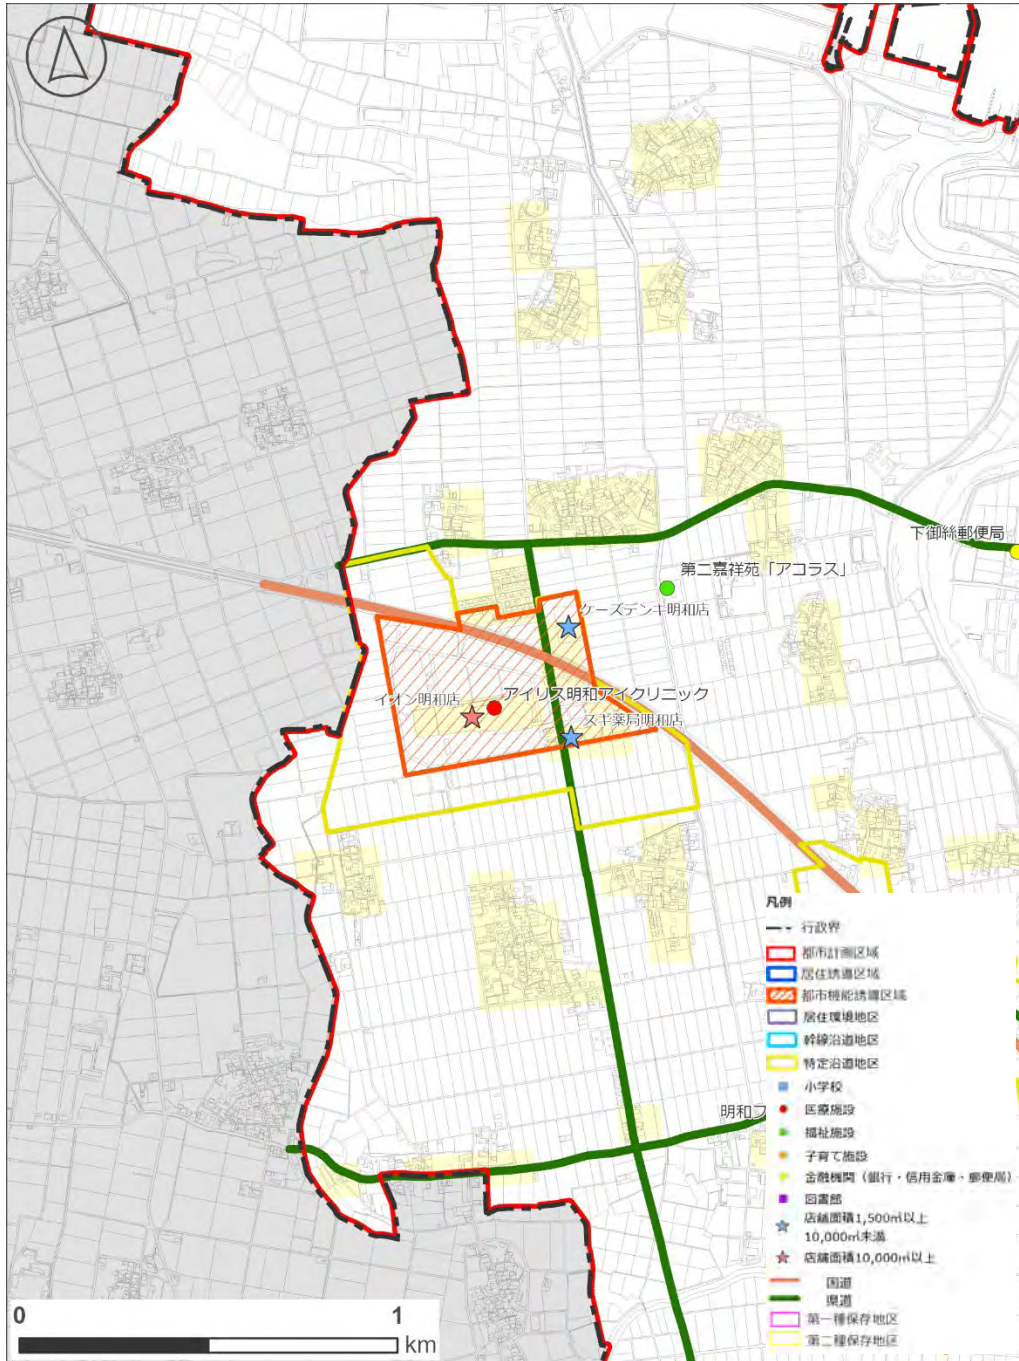 下御糸郵便局
第二嘉祥苑「アコラス」
ケーズデンキ明和店
アイリス明和アイクリニック
イオン明和店
スギ薬局明和店
明和フ
凡例
行政界
都市計画区域
居住誘導区域
都市機能誘導区域
居住環境地区
幹線沿道地区
特定沿道地区
小学校
医療施設
福祉施設
子育て施設
金融機関（銀行・信用金庫・郵便局）
図書館
店舗面積1,500㎡以上
10,000㎡未満
店舗面積10,000㎡以上
国道
県道
第一種保存地区
第二種保存地区
0 1
km